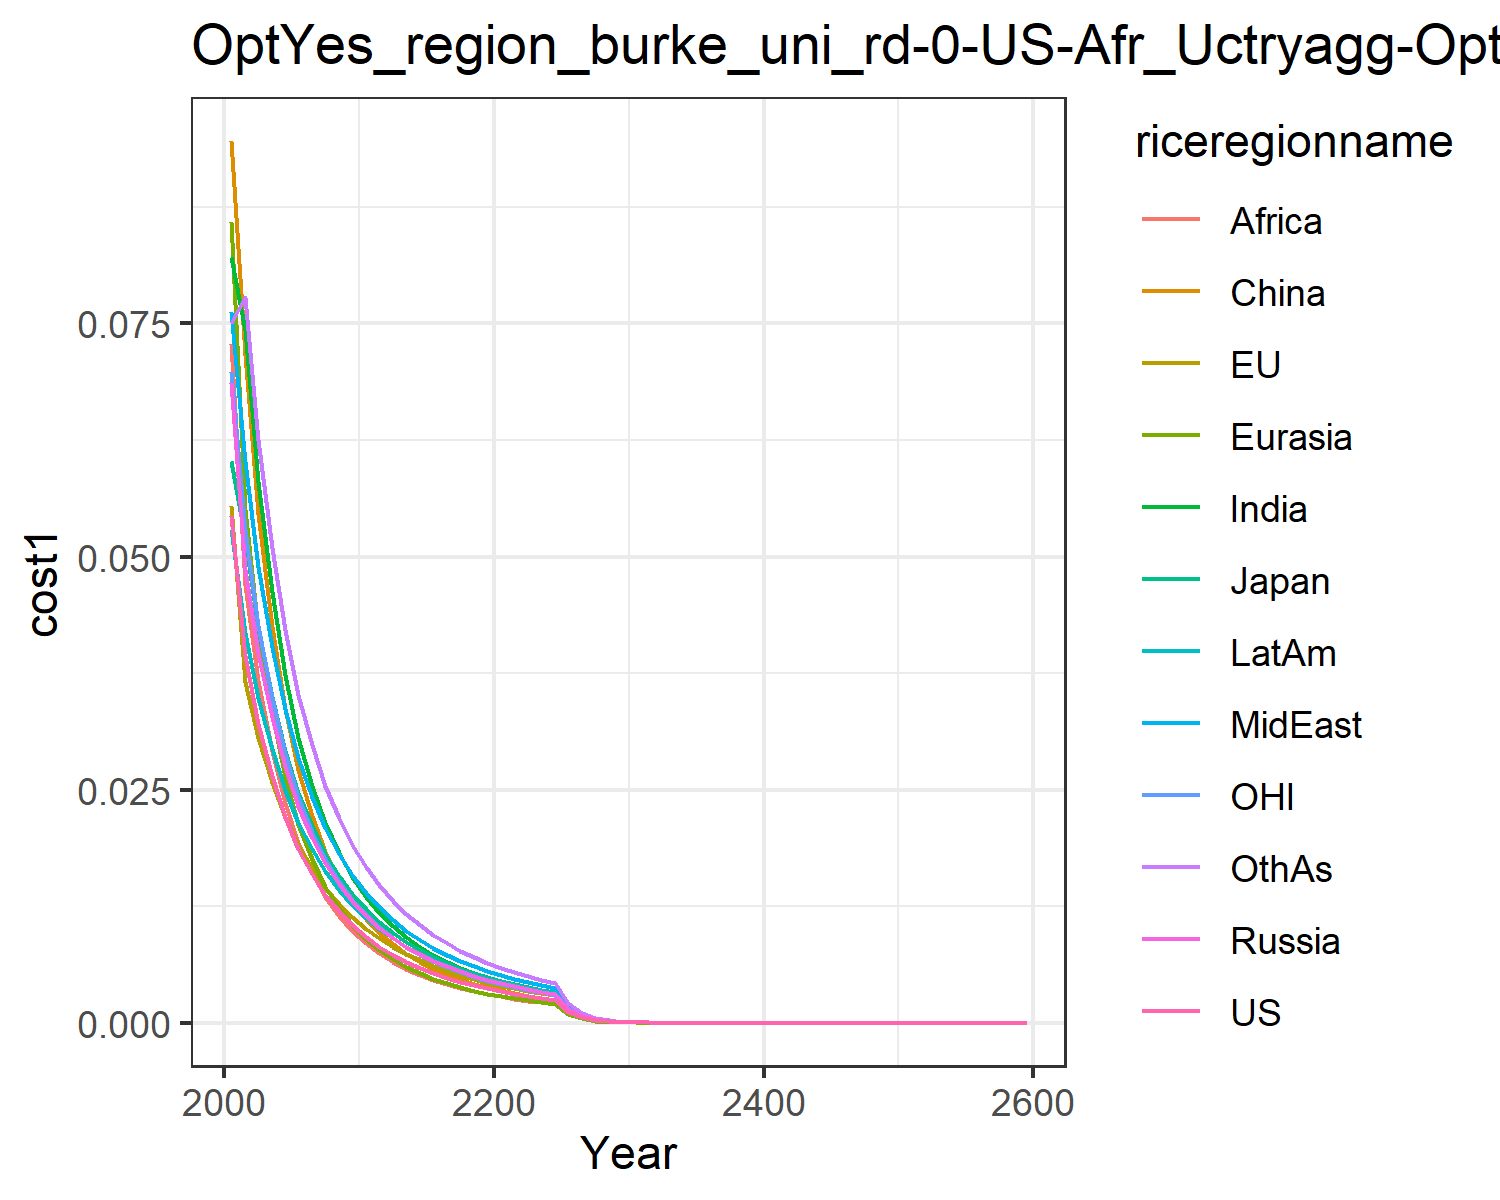 OptYes_region_burke_uni_rd-0-US-Afr_Uctryagg-Opt
riceregionname
Africa
China
EU
Eurasia
India
Japan
LatAm
MidEast
OHI
OthAs
Russia
US
cost1
0.075
0.050
0.025
0.000
2000 2200 2400 2600
Year